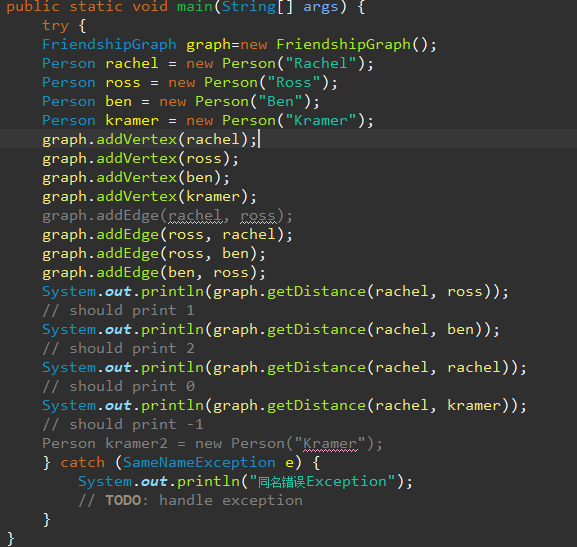 public static void main(String[] args) {
try {
FriendshipGraph graph=new FriendshipGraph();
Person rachel = new Person("Rachel");
Person ross = new Person("Ross");
Person ben = new Person("Ben");
Person kramer = new Person("Kramer");
graph.addVertex(rachel);
graph.addVertex(ross);
graph.addVertex(ben);
graph.addVertex(kramer);
graph.addEdge(rachel, ross);
graph.addEdge(ross, rachel);
graph.addEdge(ross, ben);
graph.addEdge(ben, ross);
System.out.println(graph.getDistance(rachel, ross));
// should print 1
System.out.println(graph.getDistance(rachel, ben));
// should print 2
System.out.println(graph.getDistance(rachel, rachel));
// should print 0
System.out.println(graph.getDistance(rachel, kramer));
// should print -1
Person kramer2 = new Person("Kramer");
} catch (SameNameException e) {
System.out.println("同名错误Exception");
// TODO: handle exception
}
}